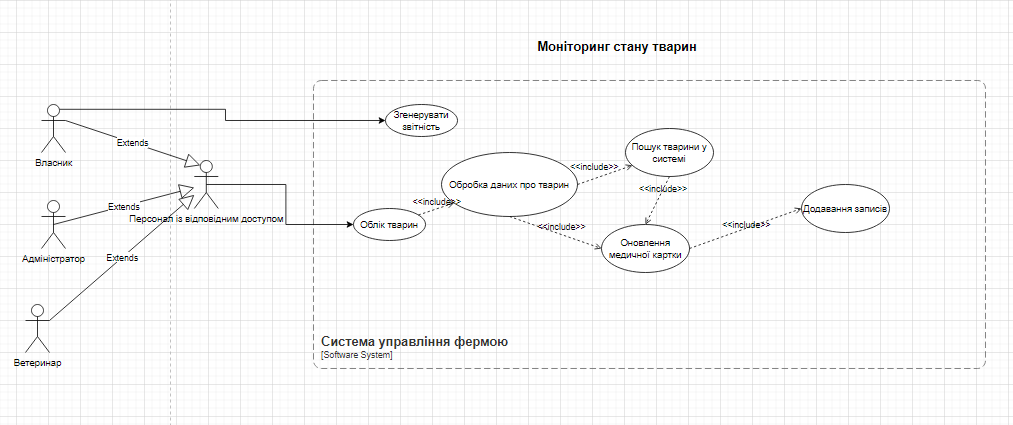 Моніторинг стану тварин
Згенерувати
звітність
Extends
Власник
Пошук тварини у
системі
<<include>>
Обробка даних про тварин
<<include>>
<<include>>
Extends
Персонал із відповідним доступом
Облік тварин
Додавання записів
<<include>>
<<include>>
Оновлення
медичної картки
Адміністратор
Extends
Система управління фермою
[Software System]
Ветеринар